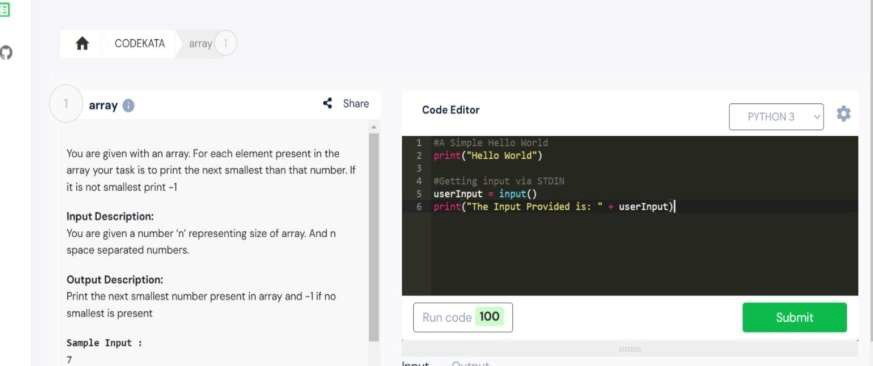 CODEKATA
array
1
1
array
Share
You are given with an array. For each element present in the
array your task is to print the next smallest than that number. If
it is not smallest print -1
Input Description:
You are given a number 'n' representing size of array. And n
space separated numbers.
Output Description:
Print the next smallest number present in array and -1 if no
smallest is present
Sample Input :
7
Code Editor
PYTHON 3
1 #A Simple Hello World
2 print("Hello World")
3
4 #Getting input via STDIN
5 userInput = input()
6 print("The Input Provided is: " + userInput)
Run code 100
Submit
Input Output